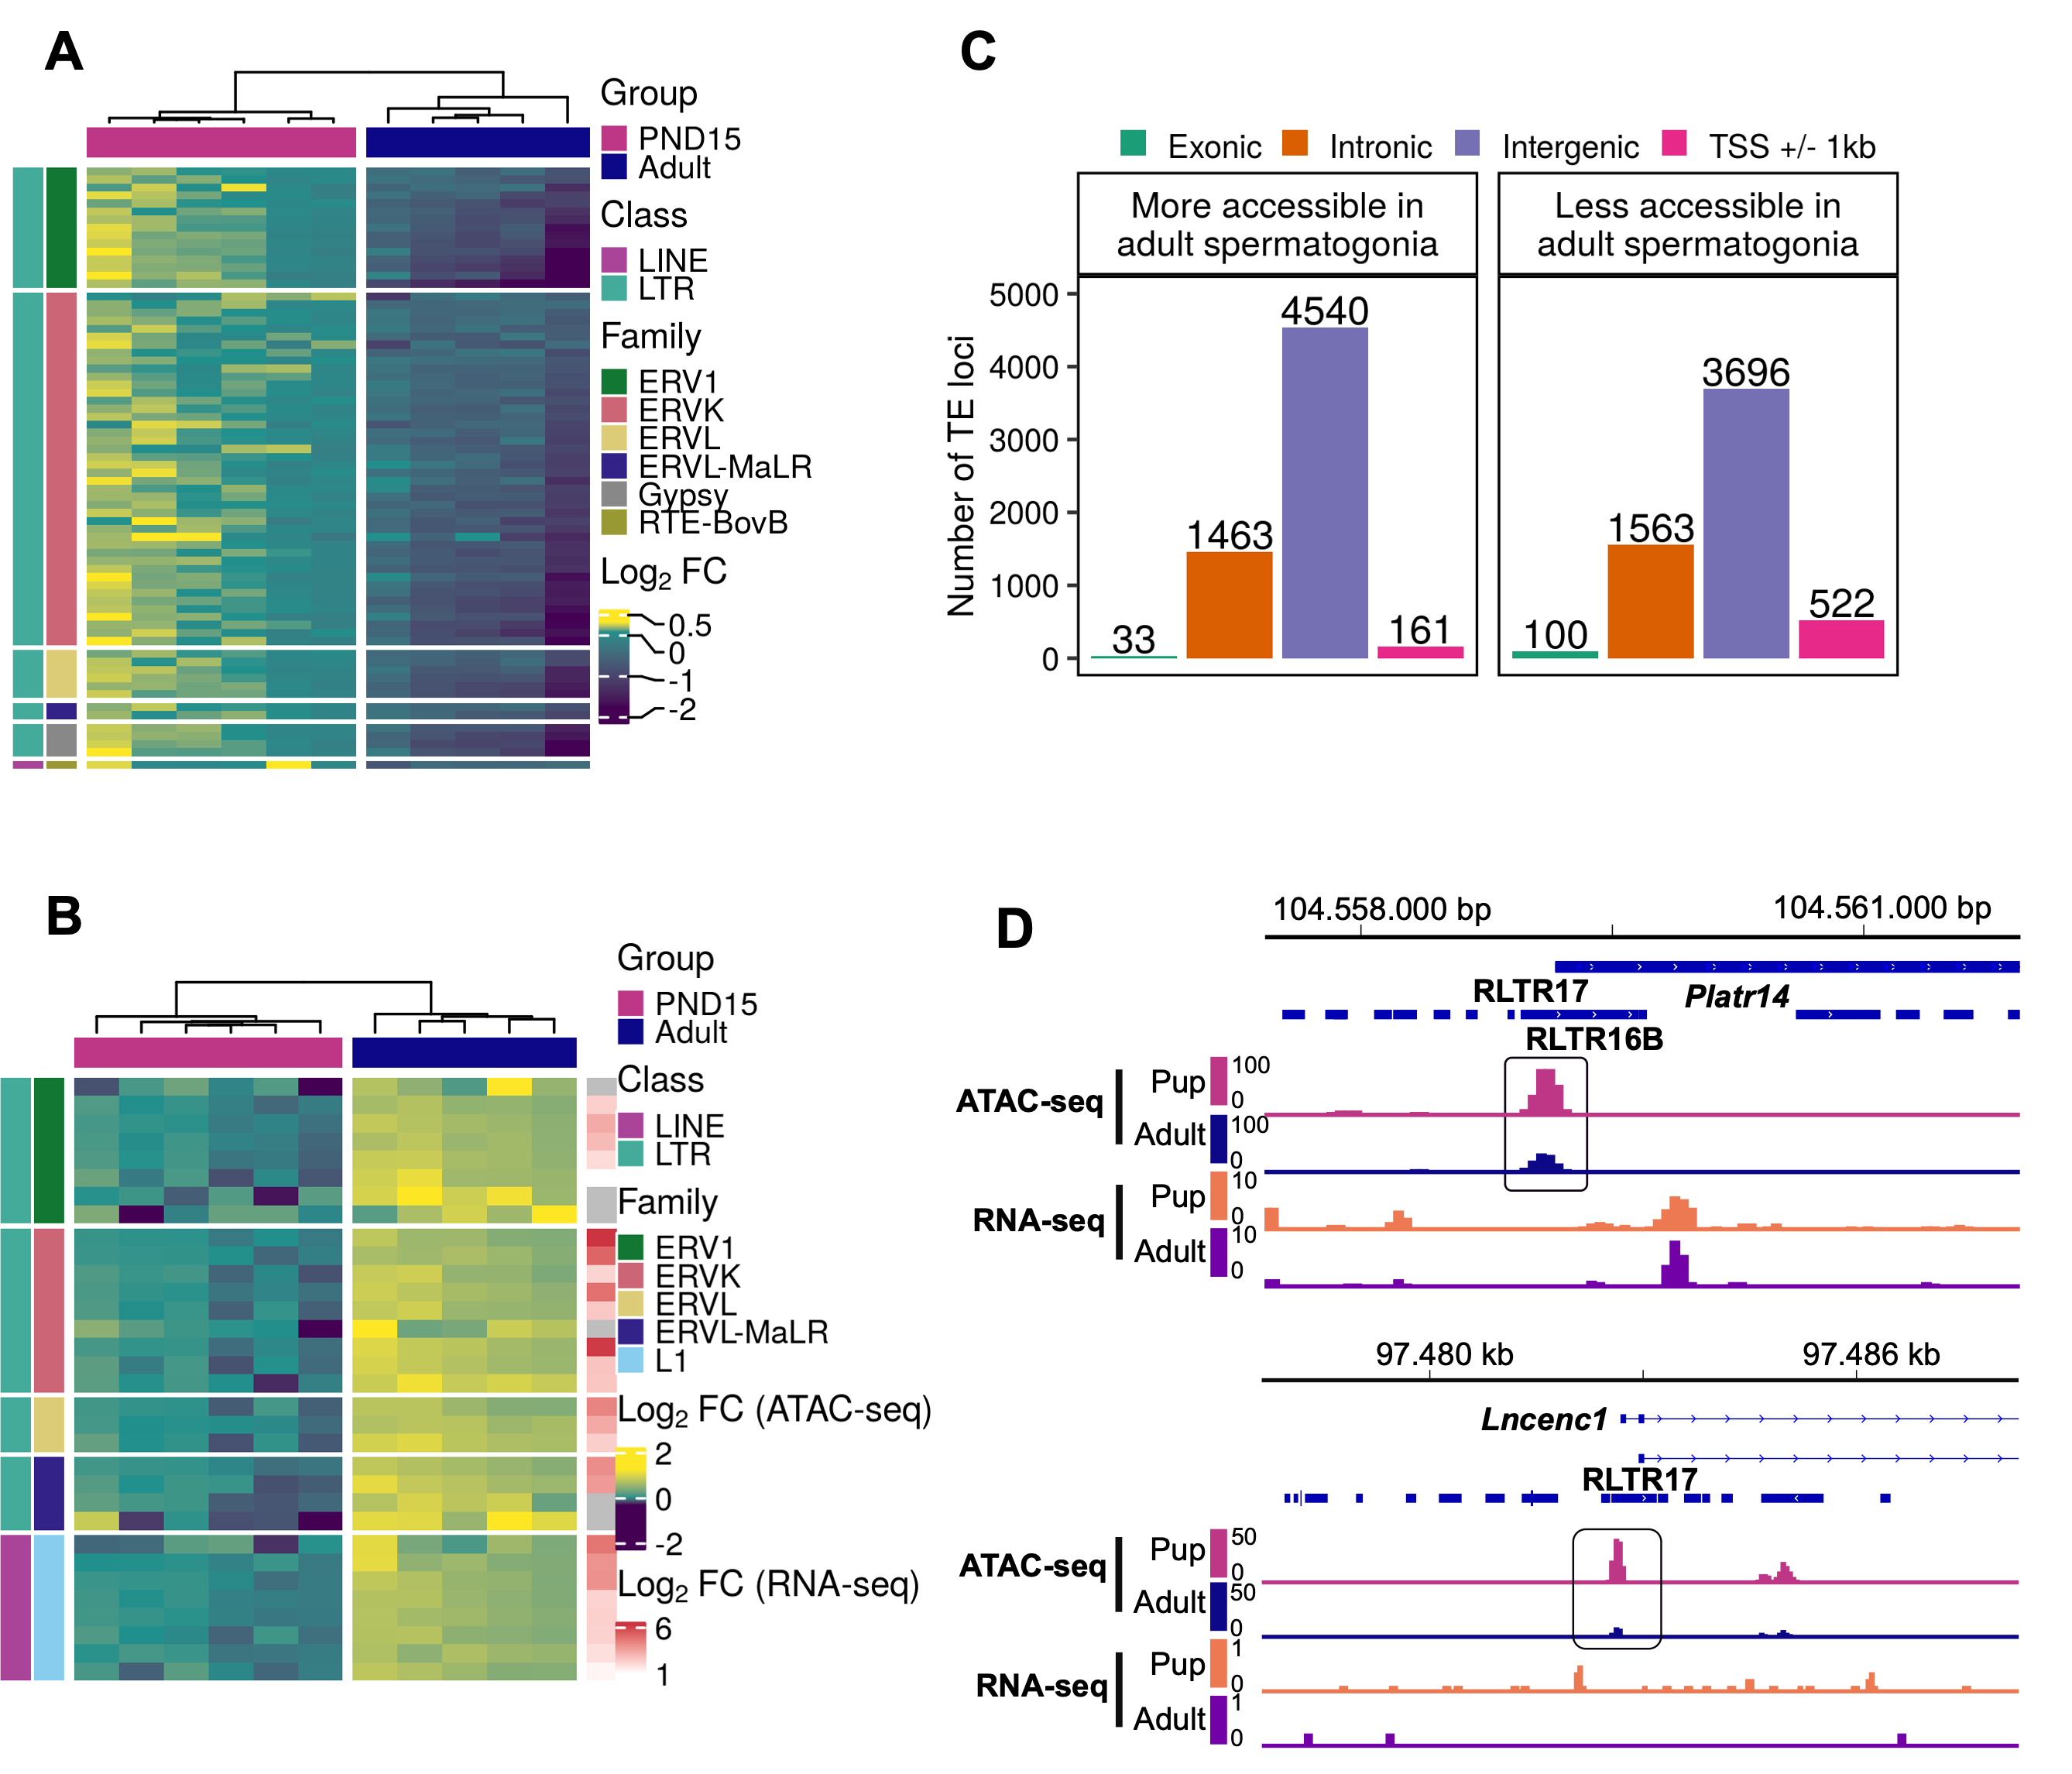 A
Group
PND15
Adult
Class
LINE
LTR
Family
ERV1
ERVK
ERVL
ERVL-MaLR
Gypsy
RTE-BovB
Log2 FC
0.5
0
-1
-2
C
Exonic
Intronic
Intergenic
TSS +/- 1kb
More accessible in
adult spermatogonia
Less accessible in
adult spermatogonia
Number of TE loci
5000
4000
3000
2000
1000
0
33
1463
4540
161
100
1563
3696
522
B
Group
PND15
Adult
Class
LINE
LTR
Family
ERV1
ERVK
ERVL
ERVL-MaLR
L1
Log2 FC (ATAC-seq)
2
0
-2
Log2 FC (RNA-seq)
6
1
D
104.558.000 bp
104.561.000 bp
RLTR17
Platr14
RLTR16B
ATAC-seq
Pup
100
0
Adult
100
0
RNA-seq
Pup
10
0
Adult
10
0
97.480 kb
97.486 kb
Lncenc1
RLTR17
ATAC-seq
Pup
50
0
Adult
50
0
RNA-seq
Pup
1
0
Adult
1
0